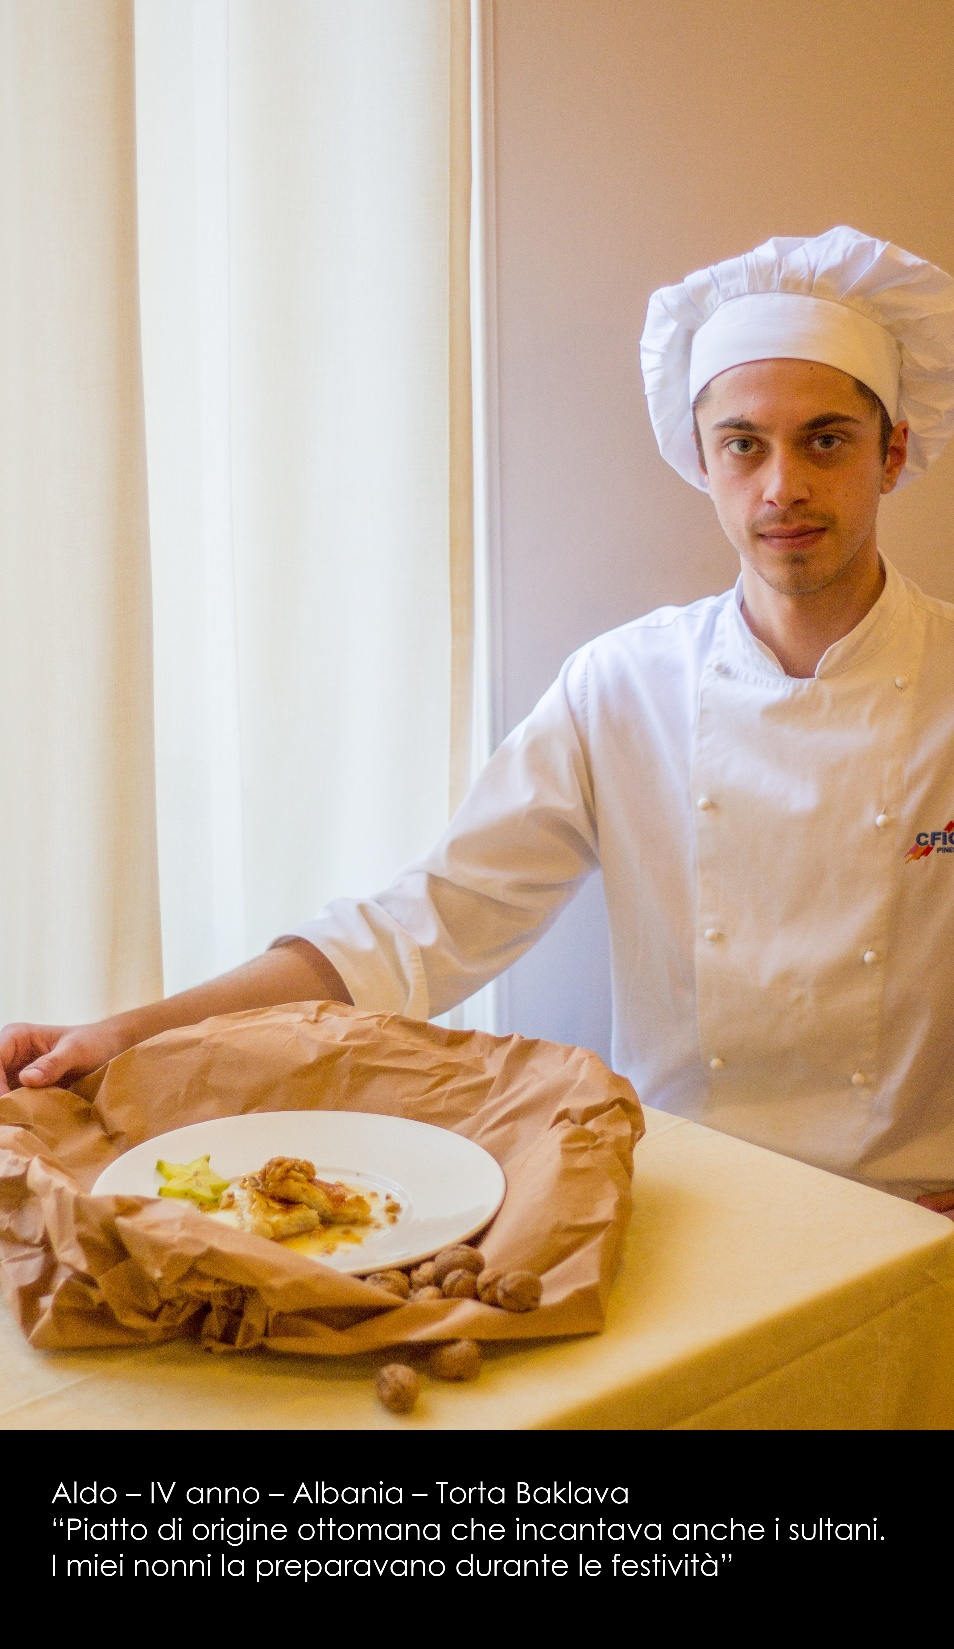 CFIQ
Aldo – IV anno – Albania – Torta Baklava
“Piatto di origine ottomana che incantava anche i sultani.
I miei nonni la preparavano durante le festività”